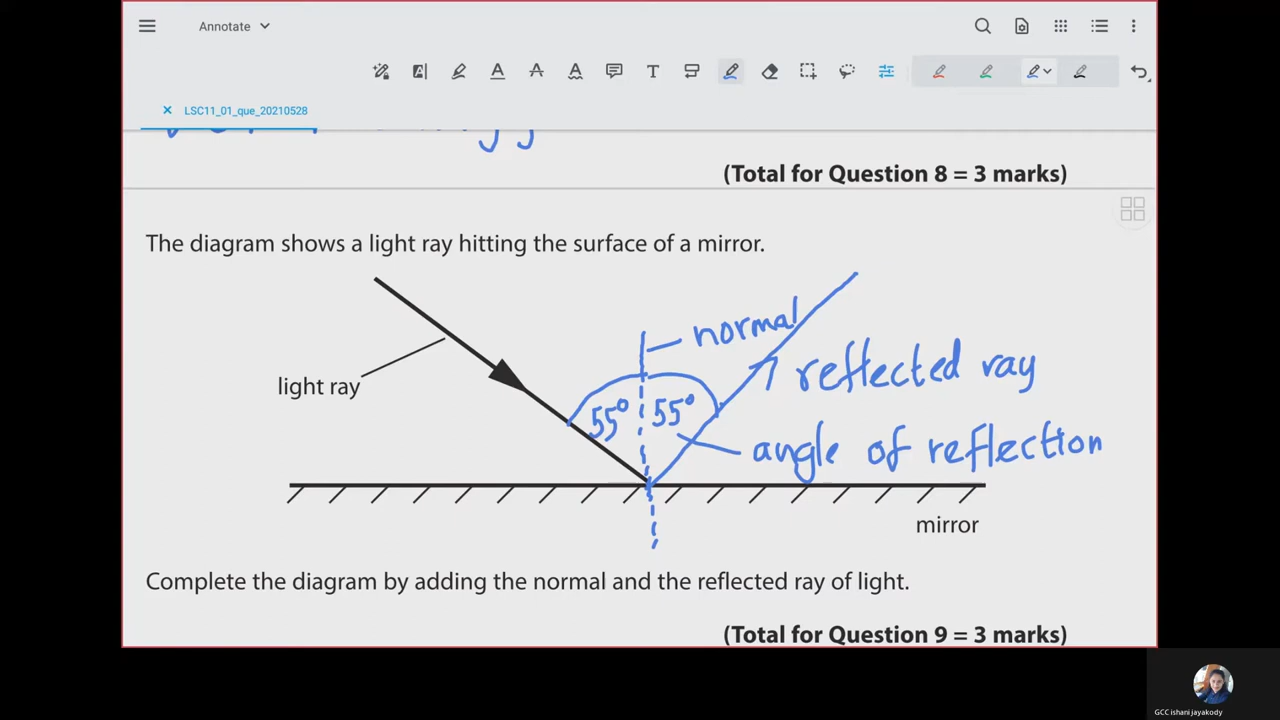 Annotate
LSC11_01_que_20210528
(Total for Question 8 = 3 marks)
The diagram shows a light ray hitting the surface of a mirror.
normal
light ray
reflected ray
55° 55°
angle of reflection
mirror
Complete the diagram by adding the normal and the reflected ray of light.
(Total for Question 9 = 3 marks)
GCC ishani jayakody